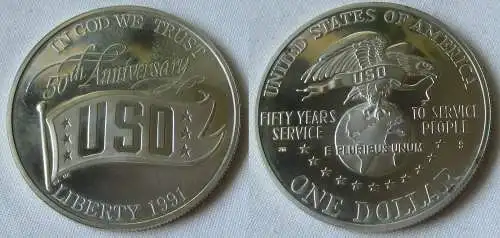 IN GOD WE TRUST
50th Anniversary
USO
LIBERTY 1991
UNITED STATES OF AMERICA
USO
FIFTY YEARS SERVICE
TO SERVICE PEOPLE
E PLURIBUS UNUM
S
ONE DOLLAR